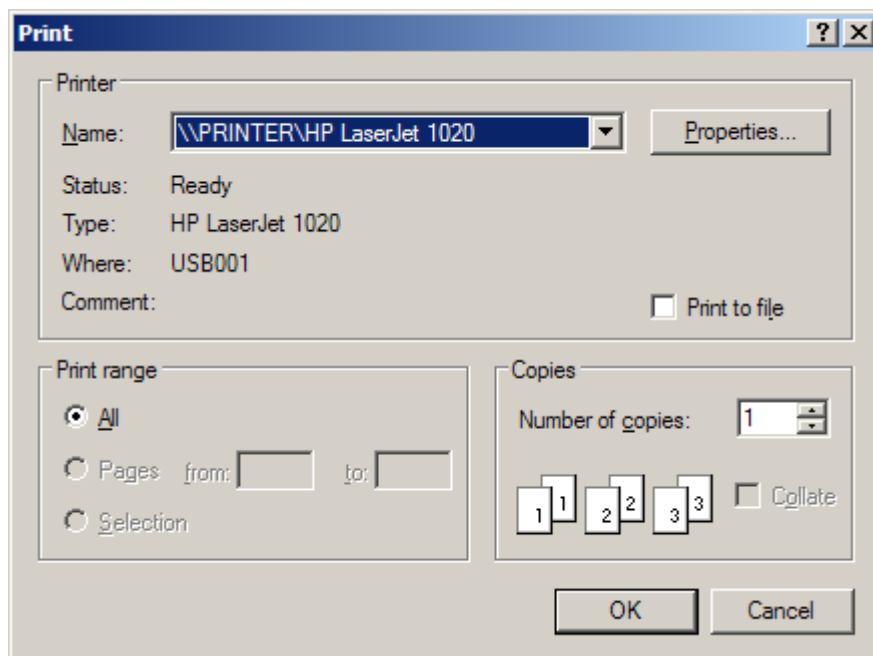 Print
Printer
Name: \\PRINTER\HP LaserJet 1020 Properties...
Status: Ready
Type: HP LaserJet 1020
Where: USB001
Comment:
Print to file
Print range
All
Pages from: to:
Selection
Copies
Number of copies: 1
1 1 2 2 3 3 Collate
OK Cancel